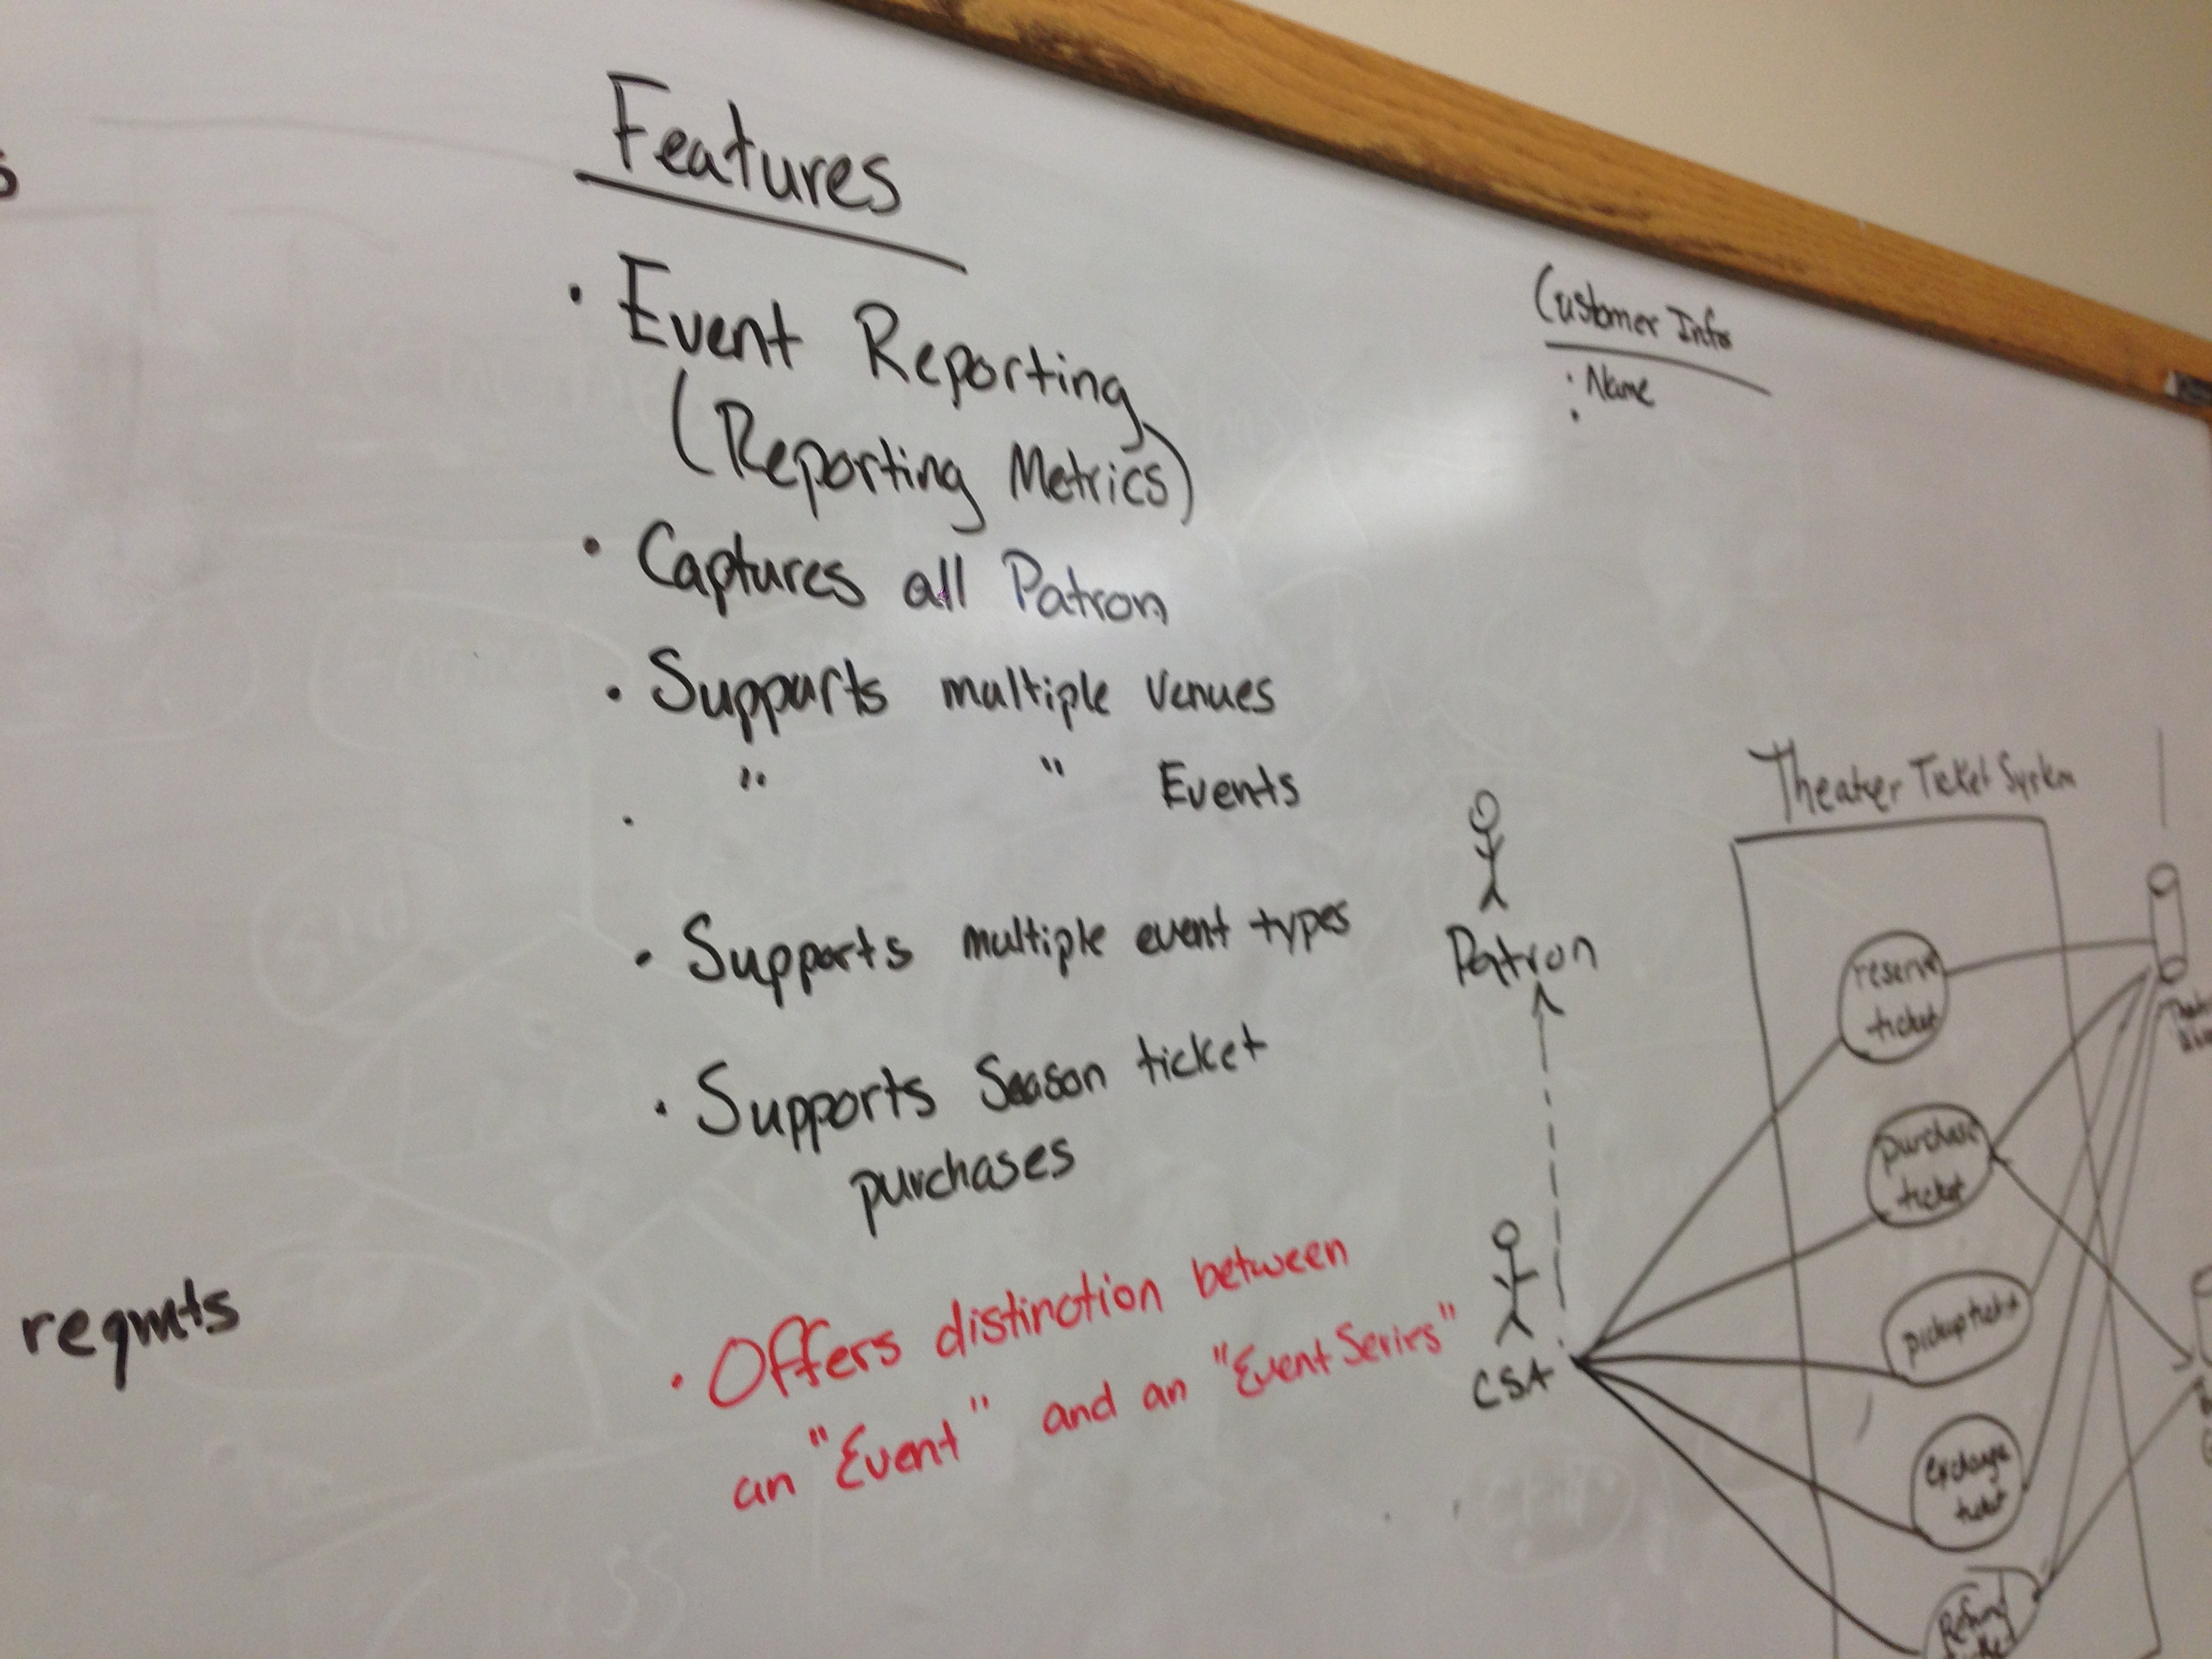 Features
• Event Reporting
(Reporting Metrics)
• Captures all Patron
• Supports multiple venues
• " " Events
• Supports multiple event types
• Supports Season ticket
purchases
• Offers distinction between
an "Event" and an "Event Series"
reqmts
Customer Info
• Name
•
Patron
CSA
Theater Ticket System
reserve
ticket
purchase
ticket
pickup ticket
exchange
ticket
Refund